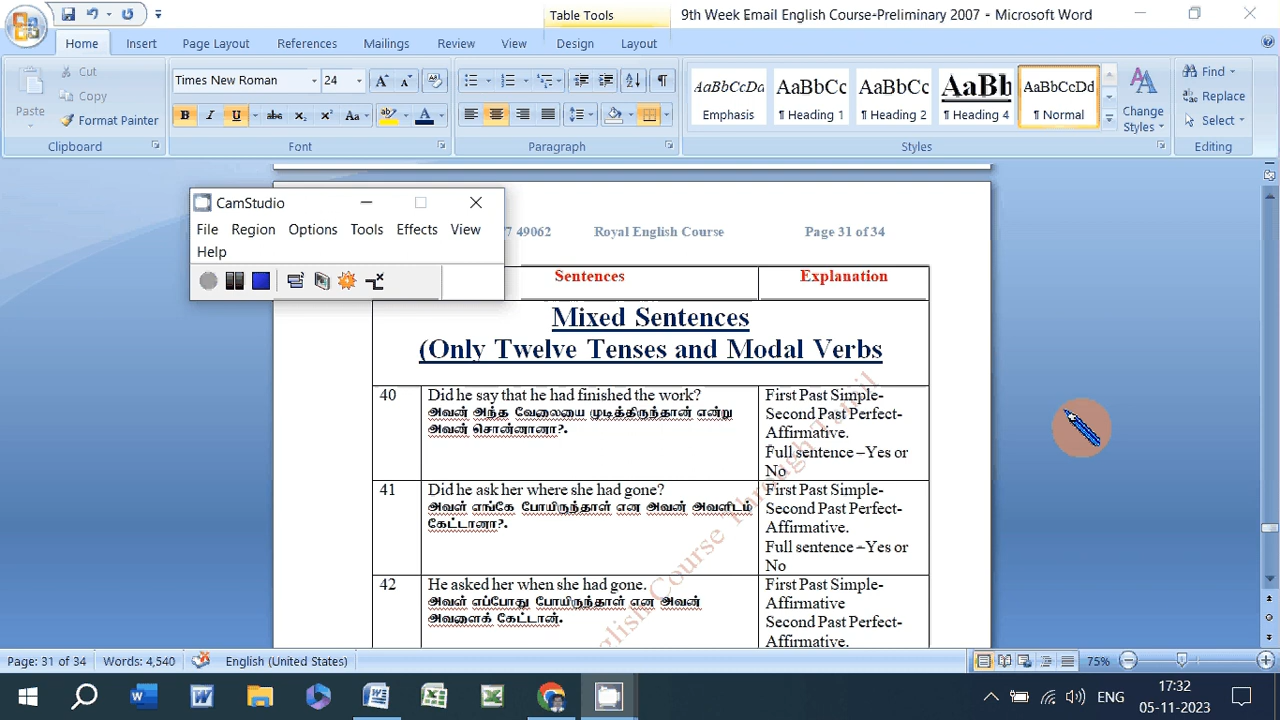 Table Tools
9th Week Email English Course-Preliminary 2007 - Microsoft Word
Home Insert Page Layout References Mailings Review View Design Layout
Paste
Cut
Copy
Format Painter
Clipboard
Times New Roman 24
Font
Paragraph
AaBbCcDd AaBbCc AaBbCc AaBb AaBbCcDd
Emphasis ¶ Heading 1 ¶ Heading 2 ¶ Heading 4 ¶ Normal
Change Styles
Styles
Find
Replace
Select
Editing
CamStudio
File Region Options Tools Effects View
Help
7 49062 Royal English Course Page 31 of 34
Sentences Explanation
Mixed Sentences
(Only Twelve Tenses and Modal Verbs
40 Did he say that he had finished the work? First Past Simple-
அவன் அந்த வேலையை முடித்திருந்தான் என்று Second Past Perfect-
அவன் சொன்னானா?. Affirmative.
Full sentence –Yes or
No
41 Did he ask her where she had gone? First Past Simple-
அவள் எங்கே போயிருந்தாள் என அவன் அவளிடம் Second Past Perfect-
கேட்டானா?. Affirmative.
Full sentence –Yes or
No
42 He asked her when she had gone. First Past Simple-
அவள் எப்போது போயிருந்தாள் என அவன் Affirmative
அவளைக் கேட்டான். Second Past Perfect-
Affirmative.
English Course Through Tamil
Page: 31 of 34 Words: 4,540 English (United States) 75%
ENG 17:32
05-11-2023